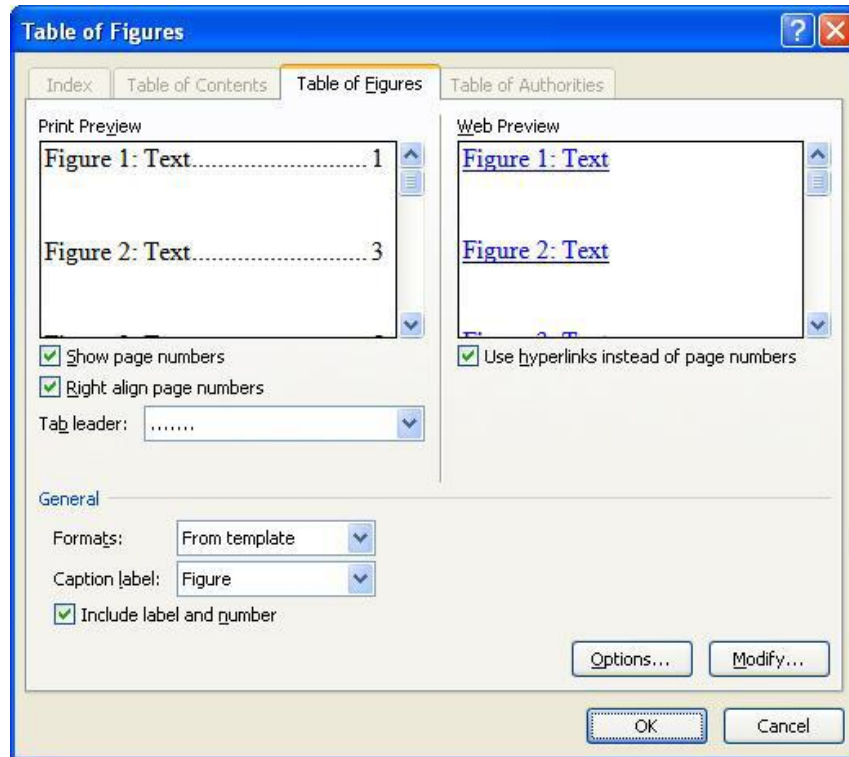 Table of Figures
Index Table of Contents Table of Figures Table of Authorities
Print Preview
Figure 1: Text............................1
Figure 2: Text............................3
Web Preview
Figure 1: Text
Figure 2: Text
Show page numbers
Right align page numbers
Tab leader: .......
Use hyperlinks instead of page numbers
General
Formats: From template
Caption label: Figure
Include label and number
Options... Modify...
OK Cancel